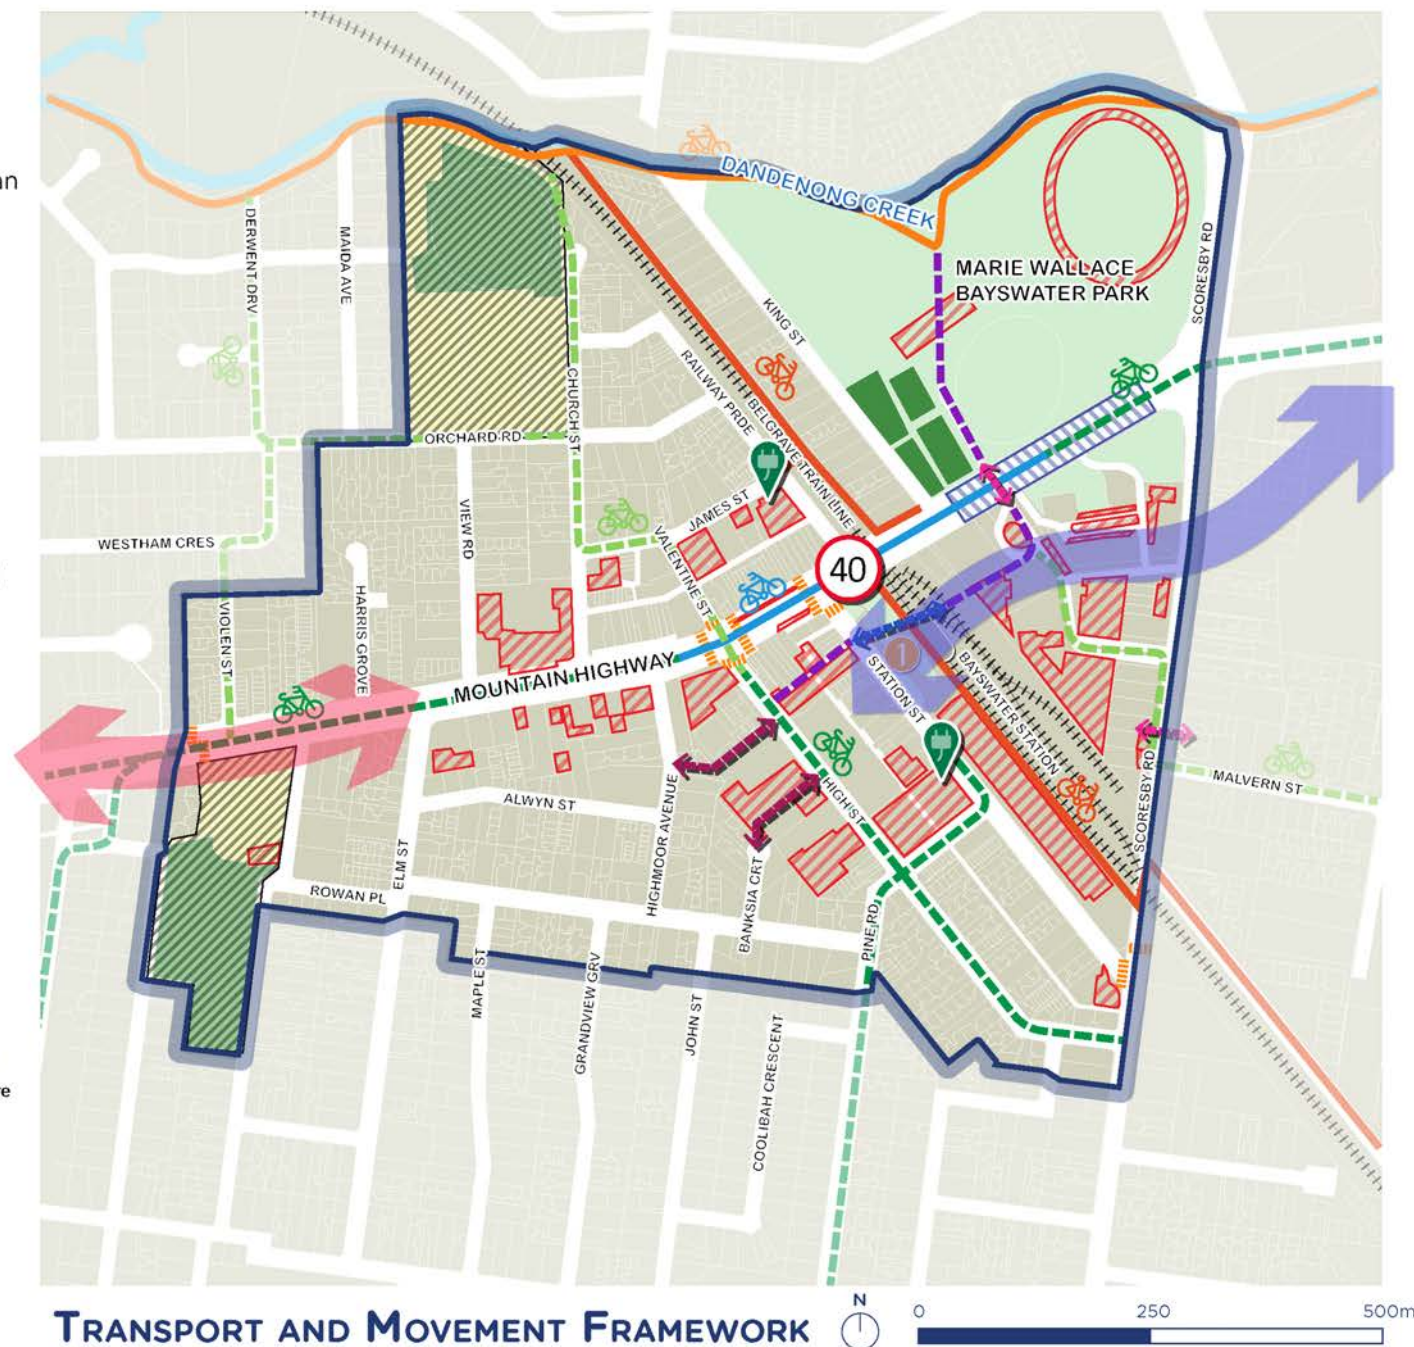 an
DANDENONG CREEK
DERWENT DRV
MAIDA AVE
MARIE WALLACE
BAYSWATER PARK
SCORESBY RD
KING ST
RAILWAY PRDE
BELGRAVE TRAIN LINE
CHURCH ST
ORCHARD RD
JAMES ST
VIEW RD
VALENTINE ST
WESTHAM CRES
40
HARRIS GROVE
VIOLEN ST
MOUNTAIN HIGHWAY
1
STATION ST
BAYSWATER STATION
HIGH ST
MALVERN ST
ALWYN ST
HIGHMOOR AVENUE
SCORESBY RD
ELM ST
ROWAN PL
BANKSIA CRT
PINE RD
MAPLE ST
GRANDVIEW GRV
JOHN ST
COOLIBAH CRESCENT
TRANSPORT AND MOVEMENT FRAMEWORK
N
0 250 500m